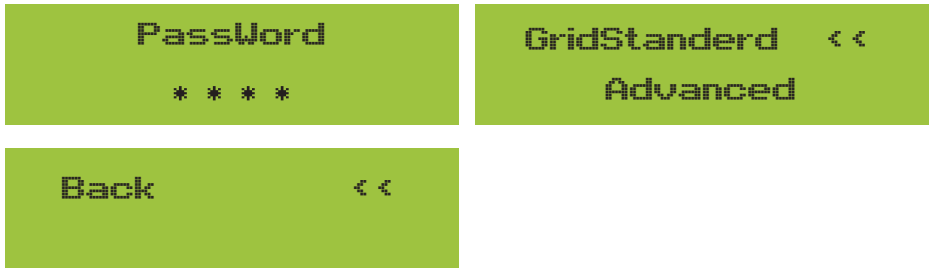 PassWord
* * * *
GridStanderd <<
Advanced
Back <<